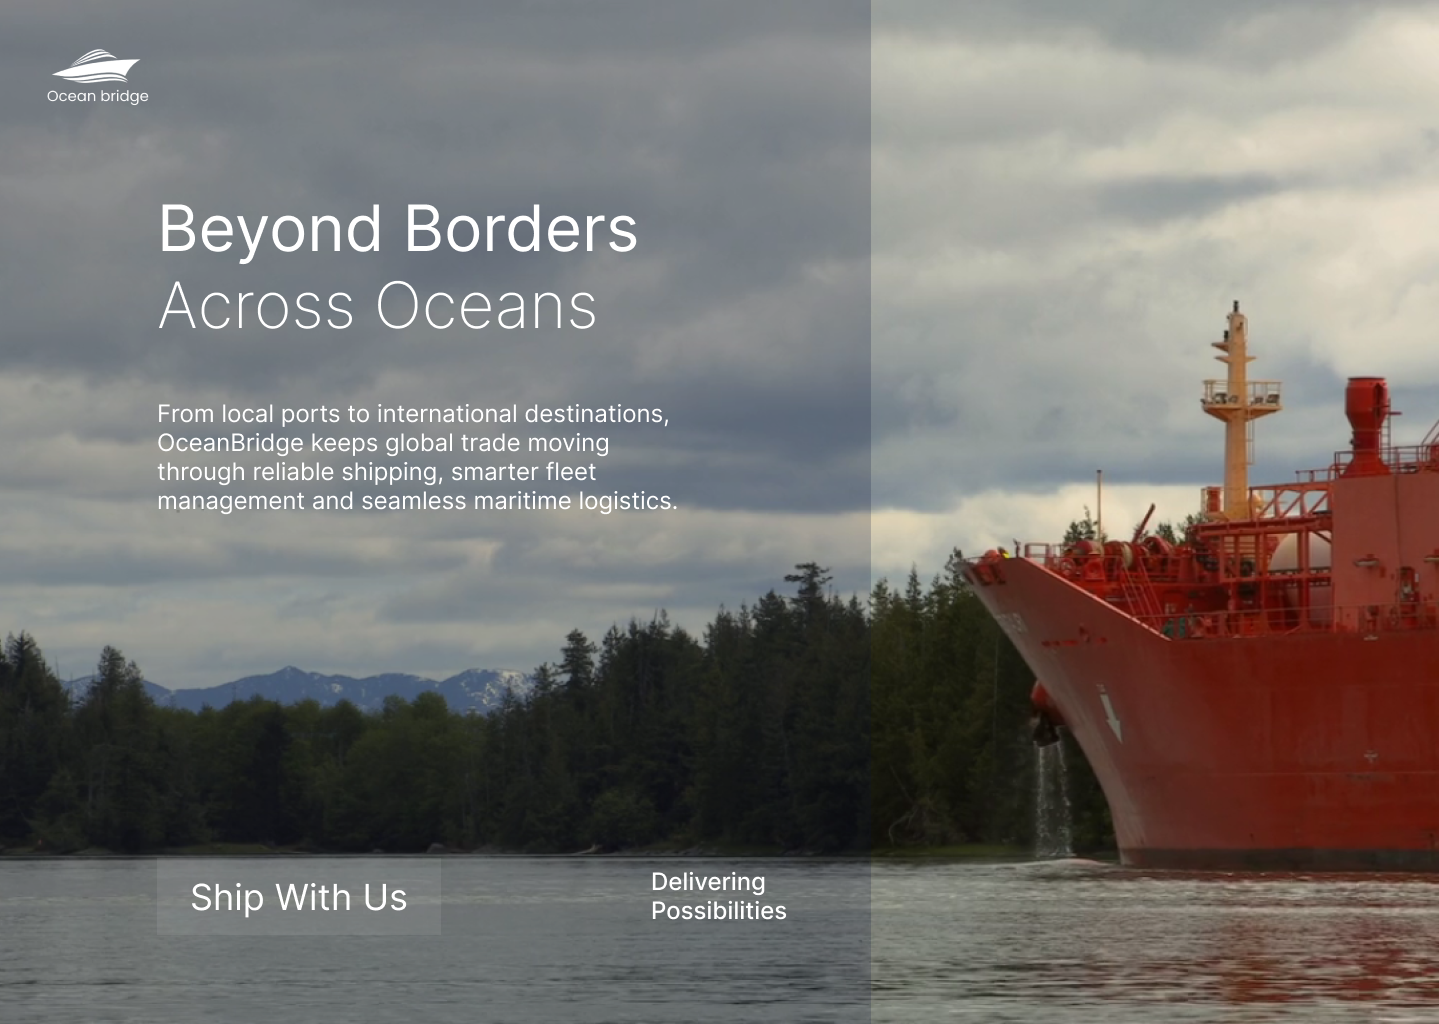 Ocean bridge
Beyond Borders
Across Oceans
From local ports to international destinations,
OceanBridge keeps global trade moving
through reliable shipping, smarter fleet
management and seamless maritime logistics.
Ship With Us
Delivering
Possibilities